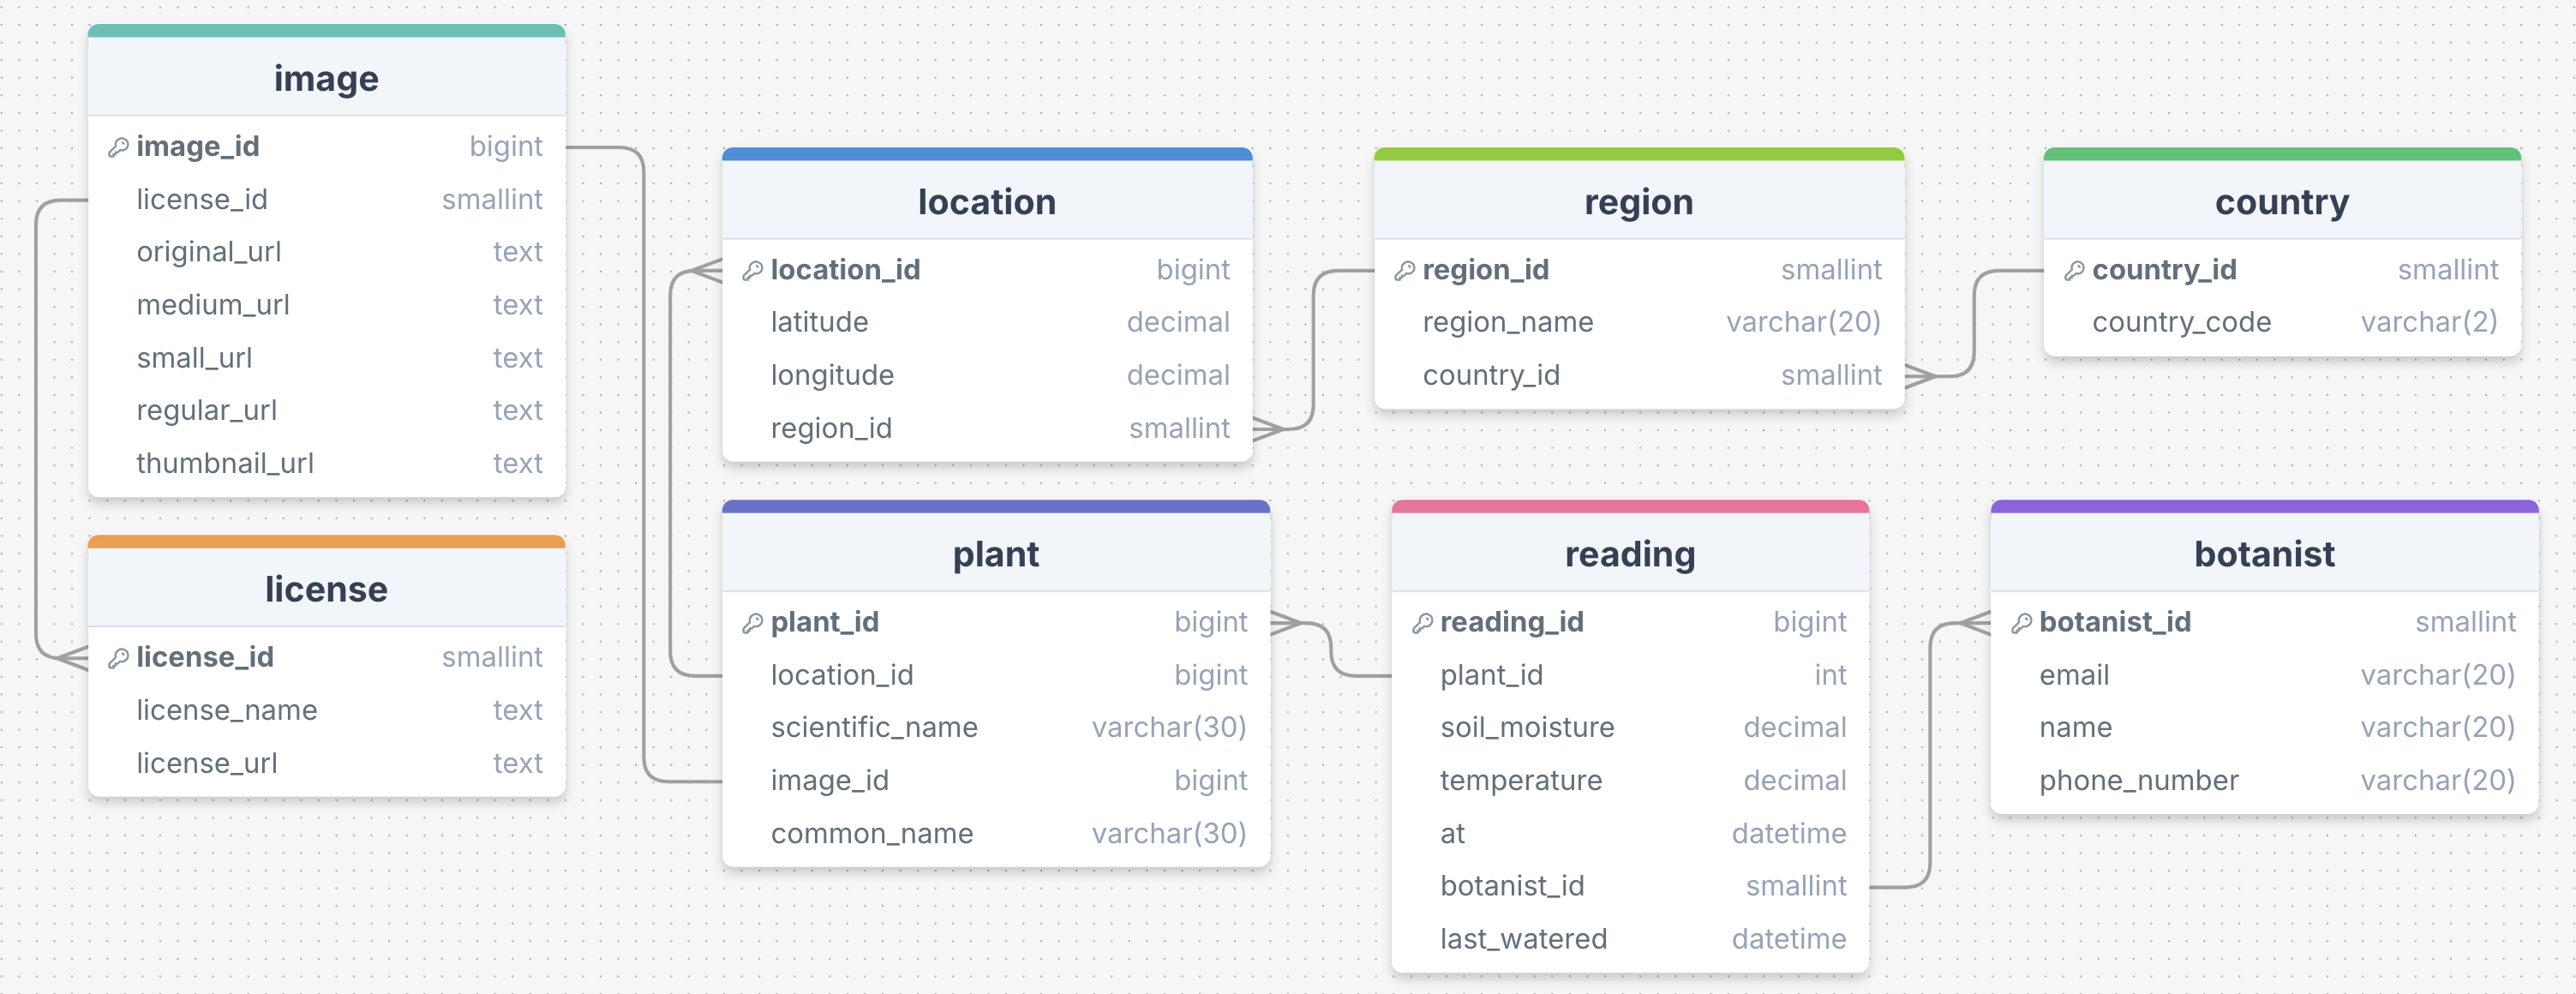 image
image_id bigint
license_id smallint
original_url text
medium_url text
small_url text
regular_url text
thumbnail_url text
license
license_id smallint
license_name text
license_url text
location
location_id bigint
latitude decimal
longitude decimal
region_id smallint
region
region_id smallint
region_name varchar(20)
country_id smallint
country
country_id smallint
country_code varchar(2)
plant
plant_id bigint
location_id bigint
scientific_name varchar(30)
image_id bigint
common_name varchar(30)
reading
reading_id bigint
plant_id int
soil_moisture decimal
temperature decimal
at datetime
botanist_id smallint
last_watered datetime
botanist
botanist_id smallint
email varchar(20)
name varchar(20)
phone_number varchar(20)